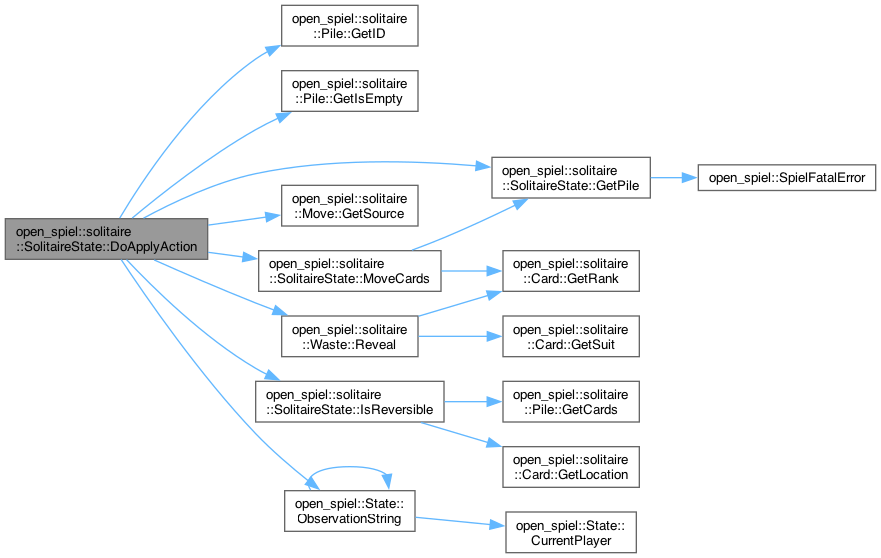 open_spiel::solitaire
::Pile::GetID
open_spiel::solitaire
::Pile::GetIsEmpty
open_spiel::solitaire
::SolitaireState::GetPile
open_spiel::SpielFatalError
open_spiel::solitaire
::Move::GetSource
open_spiel::solitaire
::SolitaireState::DoApplyAction
open_spiel::solitaire
::SolitaireState::MoveCards
open_spiel::solitaire
::Card::GetRank
open_spiel::solitaire
::Waste::Reveal
open_spiel::solitaire
::Card::GetSuit
open_spiel::solitaire
::SolitaireState::IsReversible
open_spiel::solitaire
::Pile::GetCards
open_spiel::solitaire
::Card::GetLocation
open_spiel::State::
ObservationString
open_spiel::State::
CurrentPlayer